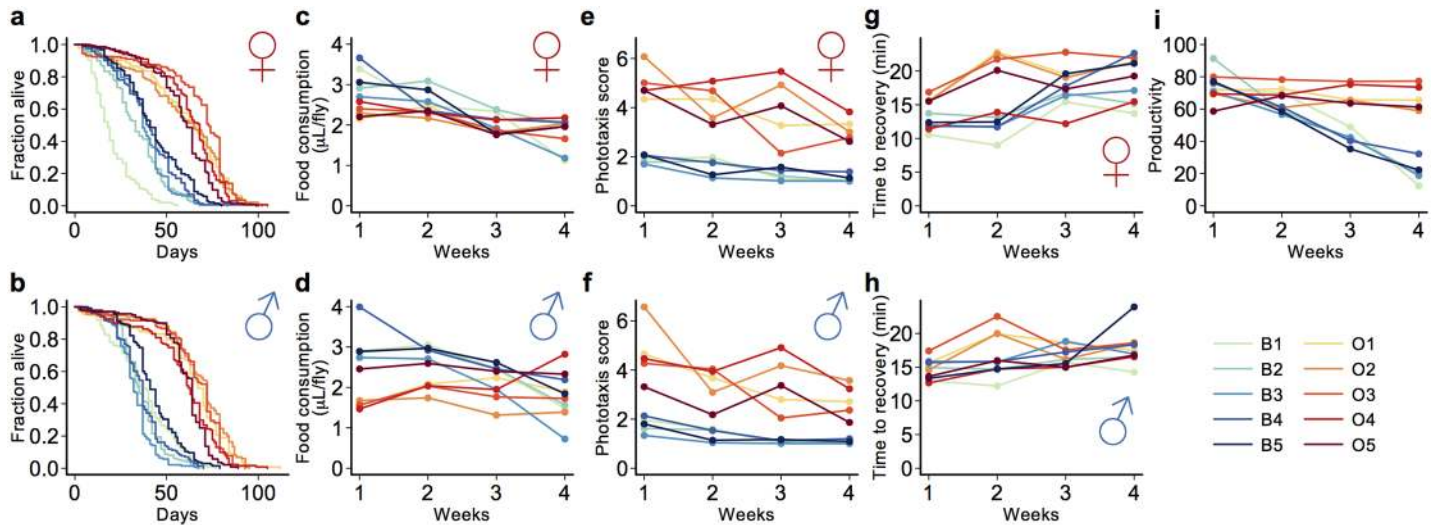 a
Fraction alive
1.0
0.8
0.6
0.4
0.2
0.0
0 50 100
Days
c
Food consumption
(μL/fly)
4
3
2
1
0
1 2 3 4
Weeks
e
Phototaxis score
6
4
2
0
1 2 3 4
Weeks
g
Time to recovery (min)
20
15
10
5
0
1 2 3 4
Weeks
i
Productivity
100
80
60
40
20
0
1 2 3 4
Weeks
b
Fraction alive
1.0
0.8
0.6
0.4
0.2
0.0
0 50 100
Days
d
Food consumption
(μL/fly)
4
3
2
1
0
1 2 3 4
Weeks
f
Phototaxis score
6
4
2
0
1 2 3 4
Weeks
h
Time to recovery (min)
20
15
10
5
0
1 2 3 4
Weeks
B1 O1
B2 O2
B3 O3
B4 O4
B5 O5